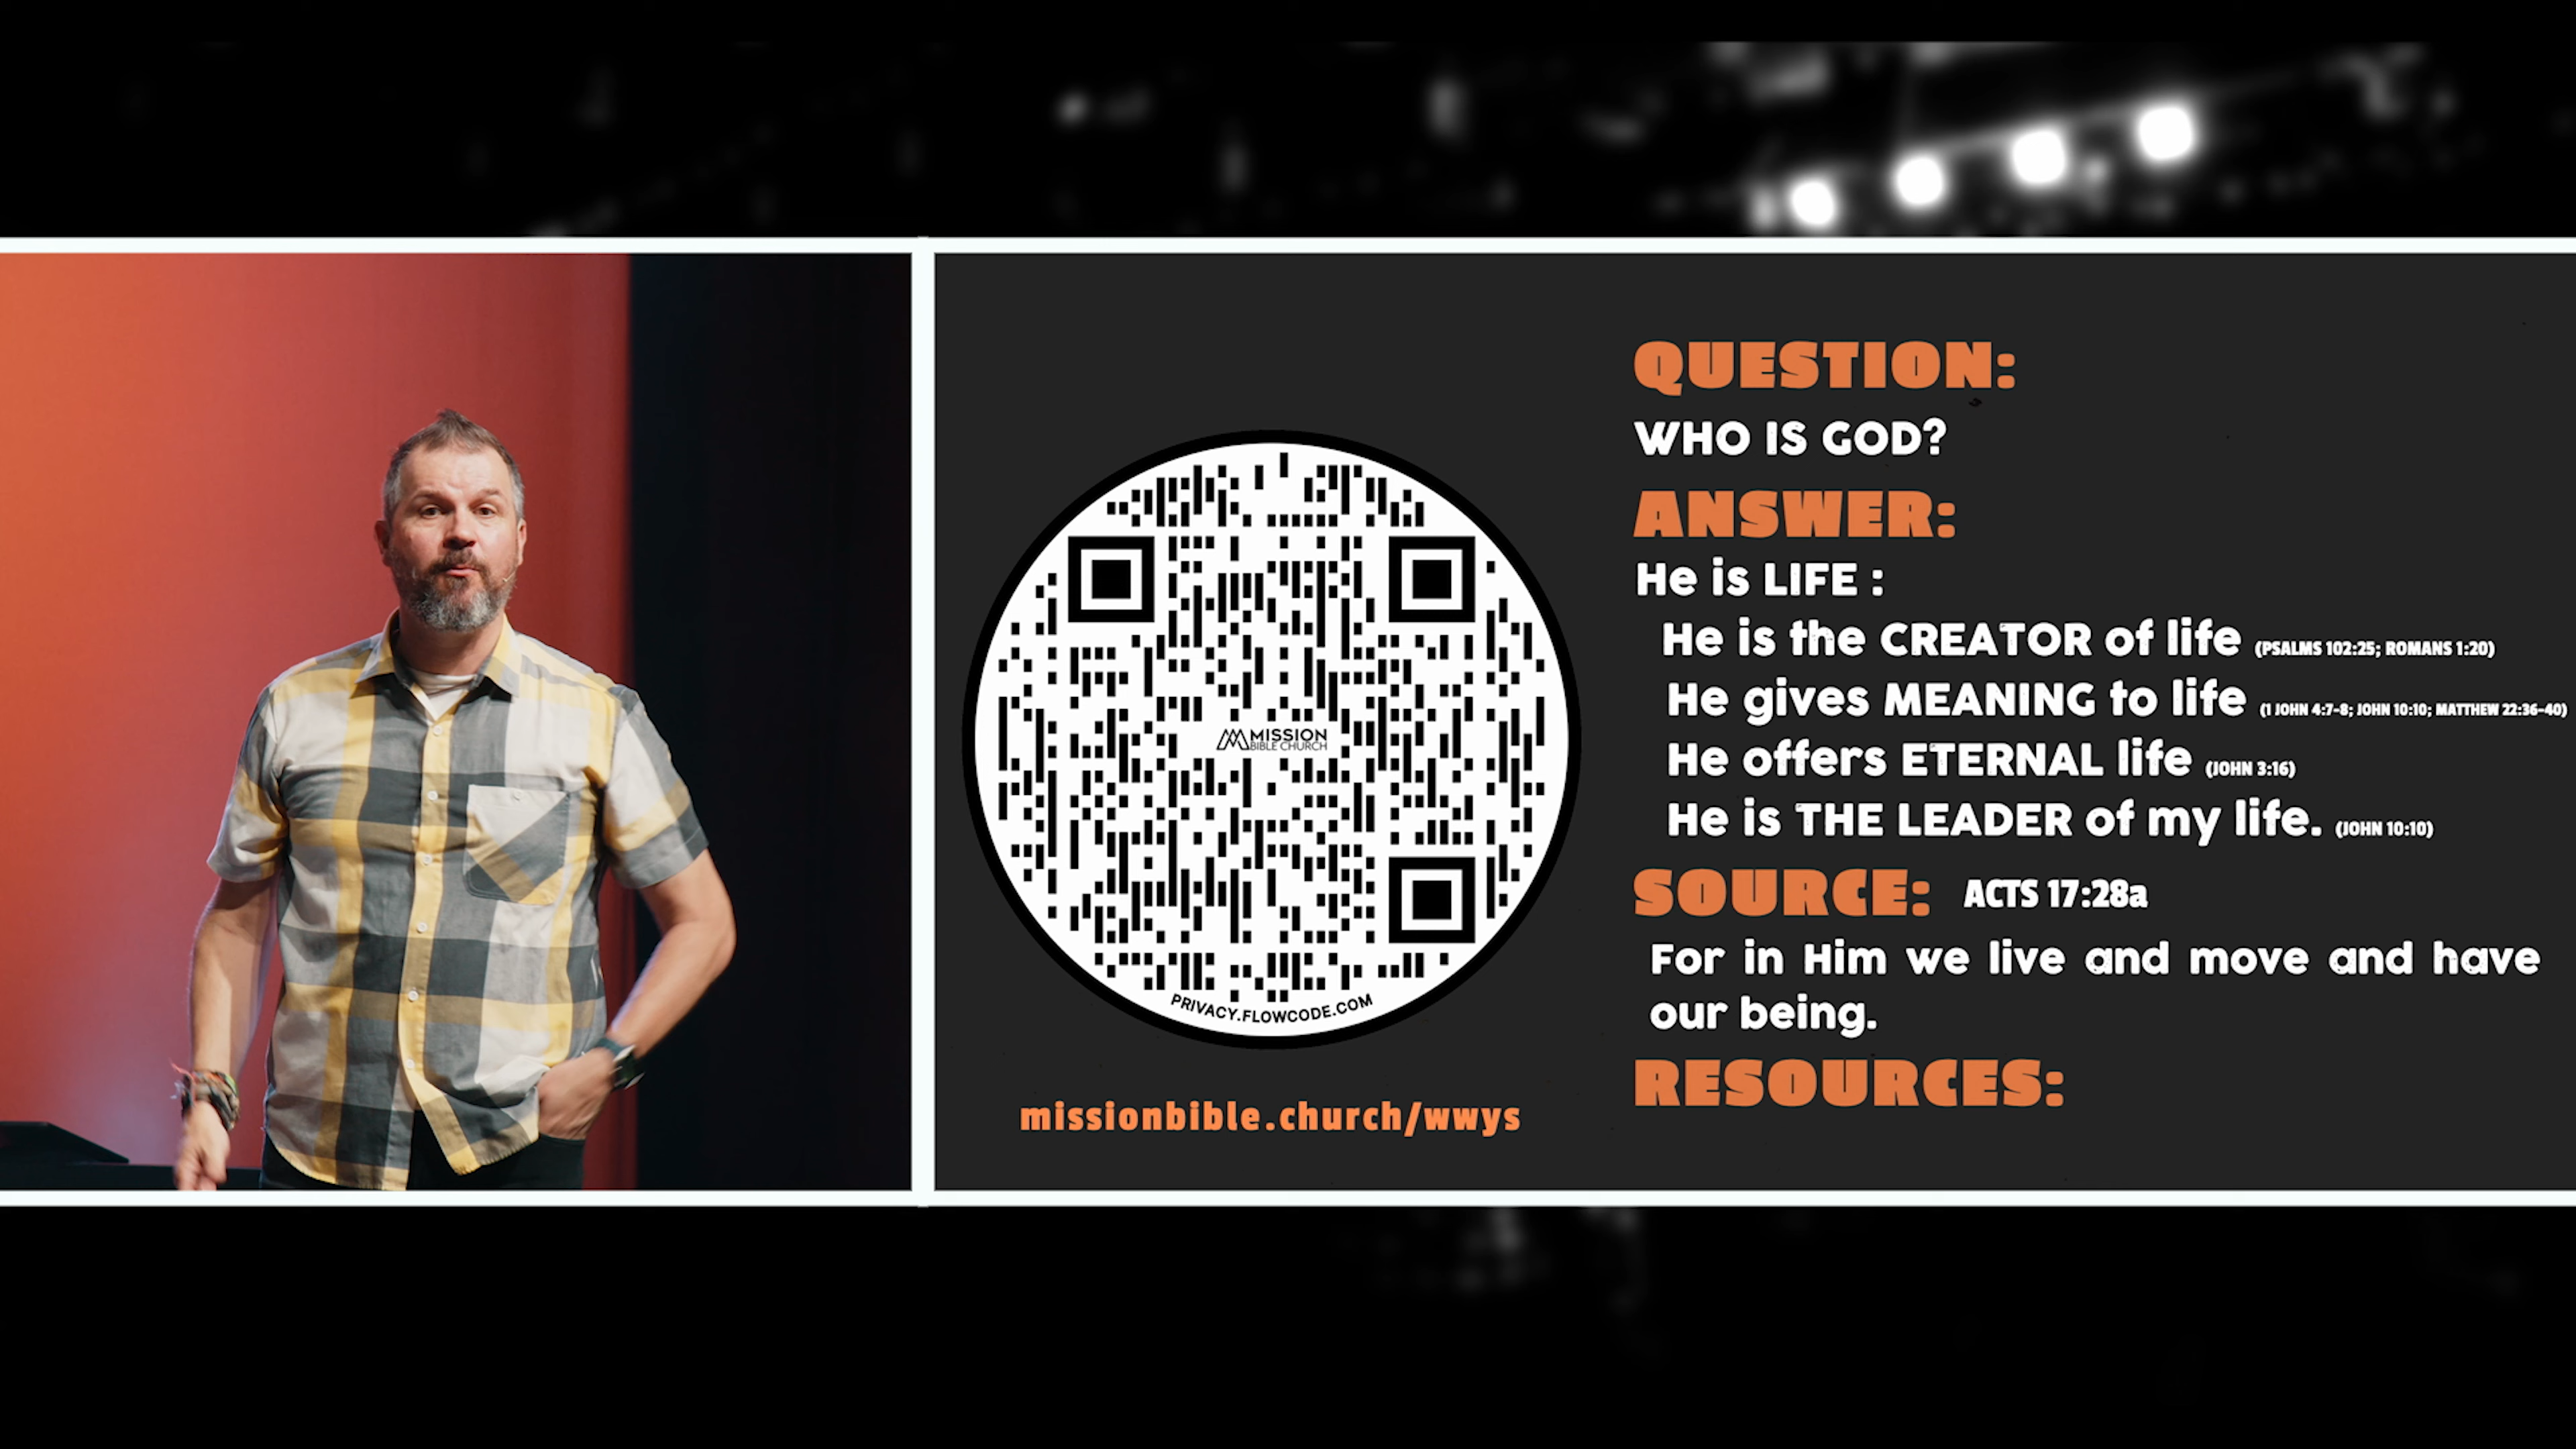 MISSION
BIBLE CHURCH
PRIVACY.FLOWCODE.COM
missionbible.church/wwys
QUESTION:
WHO IS GOD?
ANSWER:
He is LIFE :
He is the CREATOR of life (PSALMS 102:25; ROMANS 1:20)
He gives MEANING to life (1 JOHN 4:7-8; JOHN 10:10; MATTHEW 22:36-40)
He offers ETERNAL life (JOHN 3:16)
He is THE LEADER of my life. (JOHN 10:10)
SOURCE: ACTS 17:28a
For in Him we live and move and have
our being.
RESOURCES: